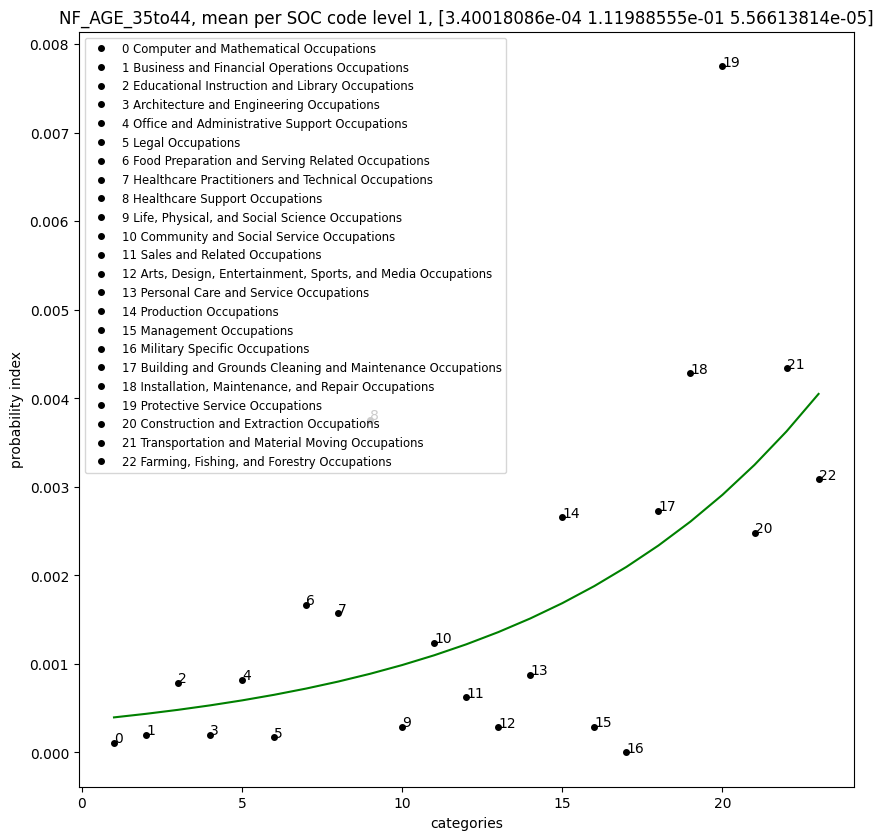 NF_AGE_35to44, mean per SOC code level 1, [3.40018086e-04 1.11988555e-01 5.56613814e-05]
0 Computer and Mathematical Occupations
1 Business and Financial Operations Occupations
2 Educational Instruction and Library Occupations
3 Architecture and Engineering Occupations
4 Office and Administrative Support Occupations
5 Legal Occupations
6 Food Preparation and Serving Related Occupations
7 Healthcare Practitioners and Technical Occupations
8 Healthcare Support Occupations
9 Life, Physical, and Social Science Occupations
10 Community and Social Service Occupations
11 Sales and Related Occupations
12 Arts, Design, Entertainment, Sports, and Media Occupations
13 Personal Care and Service Occupations
14 Production Occupations
15 Management Occupations
16 Military Specific Occupations
17 Building and Grounds Cleaning and Maintenance Occupations
18 Installation, Maintenance, and Repair Occupations
19 Protective Service Occupations
20 Construction and Extraction Occupations
21 Transportation and Material Moving Occupations
22 Farming, Fishing, and Forestry Occupations
0.008
0.007
0.006
0.005
0.004
0.003
0.002
0.001
0.000
probability index
0
1
2
3
4
5
6
7
8
9
10
11
12
13
14
15
16
17
18
19
20
21
22
0 5 10 15 20
categories